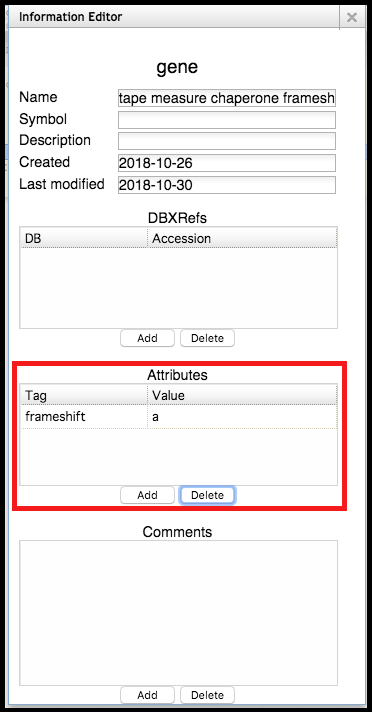 Information Editor ×
gene
Name tape measure chaperone framesh
Symbol
Description
Created 2018-10-26
Last modified 2018-10-30
DBXRefs
DB Accession
Add Delete
Attributes
Tag Value
frameshift a
Add Delete
Comments
Add Delete